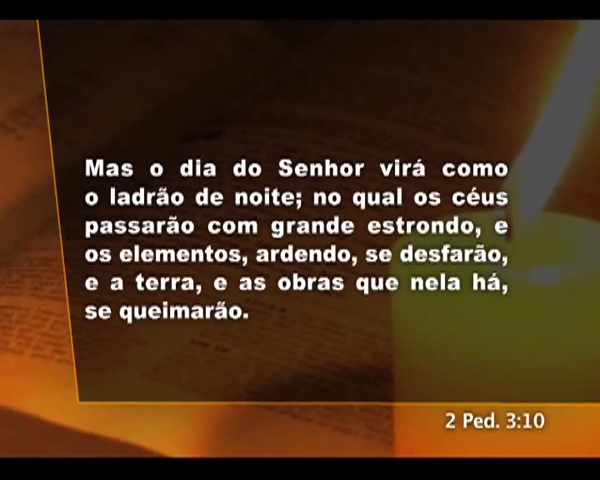 Mas o dia do Senhor virá como
o ladrão de noite; no qual os céus
passarão com grande estrondo, e
os elementos, ardendo, se desfarão,
e a terra, e as obras que nela há,
se queimarão.
2 Ped. 3:10